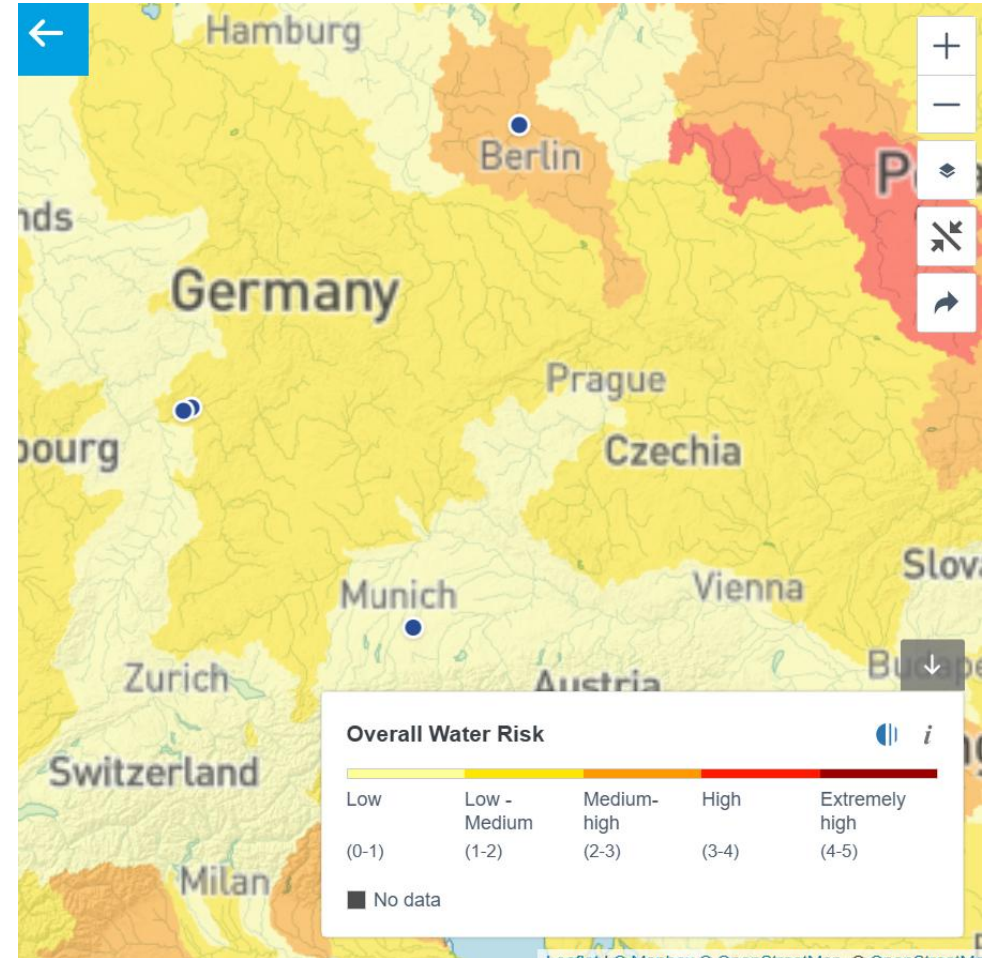 Hamburg
Berlin
nds
Germany
Prague
bourg
Czechia
Slova
Munich
Vienna
Zurich
Austria
Overall Water Risk
Switzerland
Low
Low -
Medium
Medium-
high
High
Extremely
high
(0-1)
(1-2)
(2-3)
(3-4)
(4-5)
Milan
No data